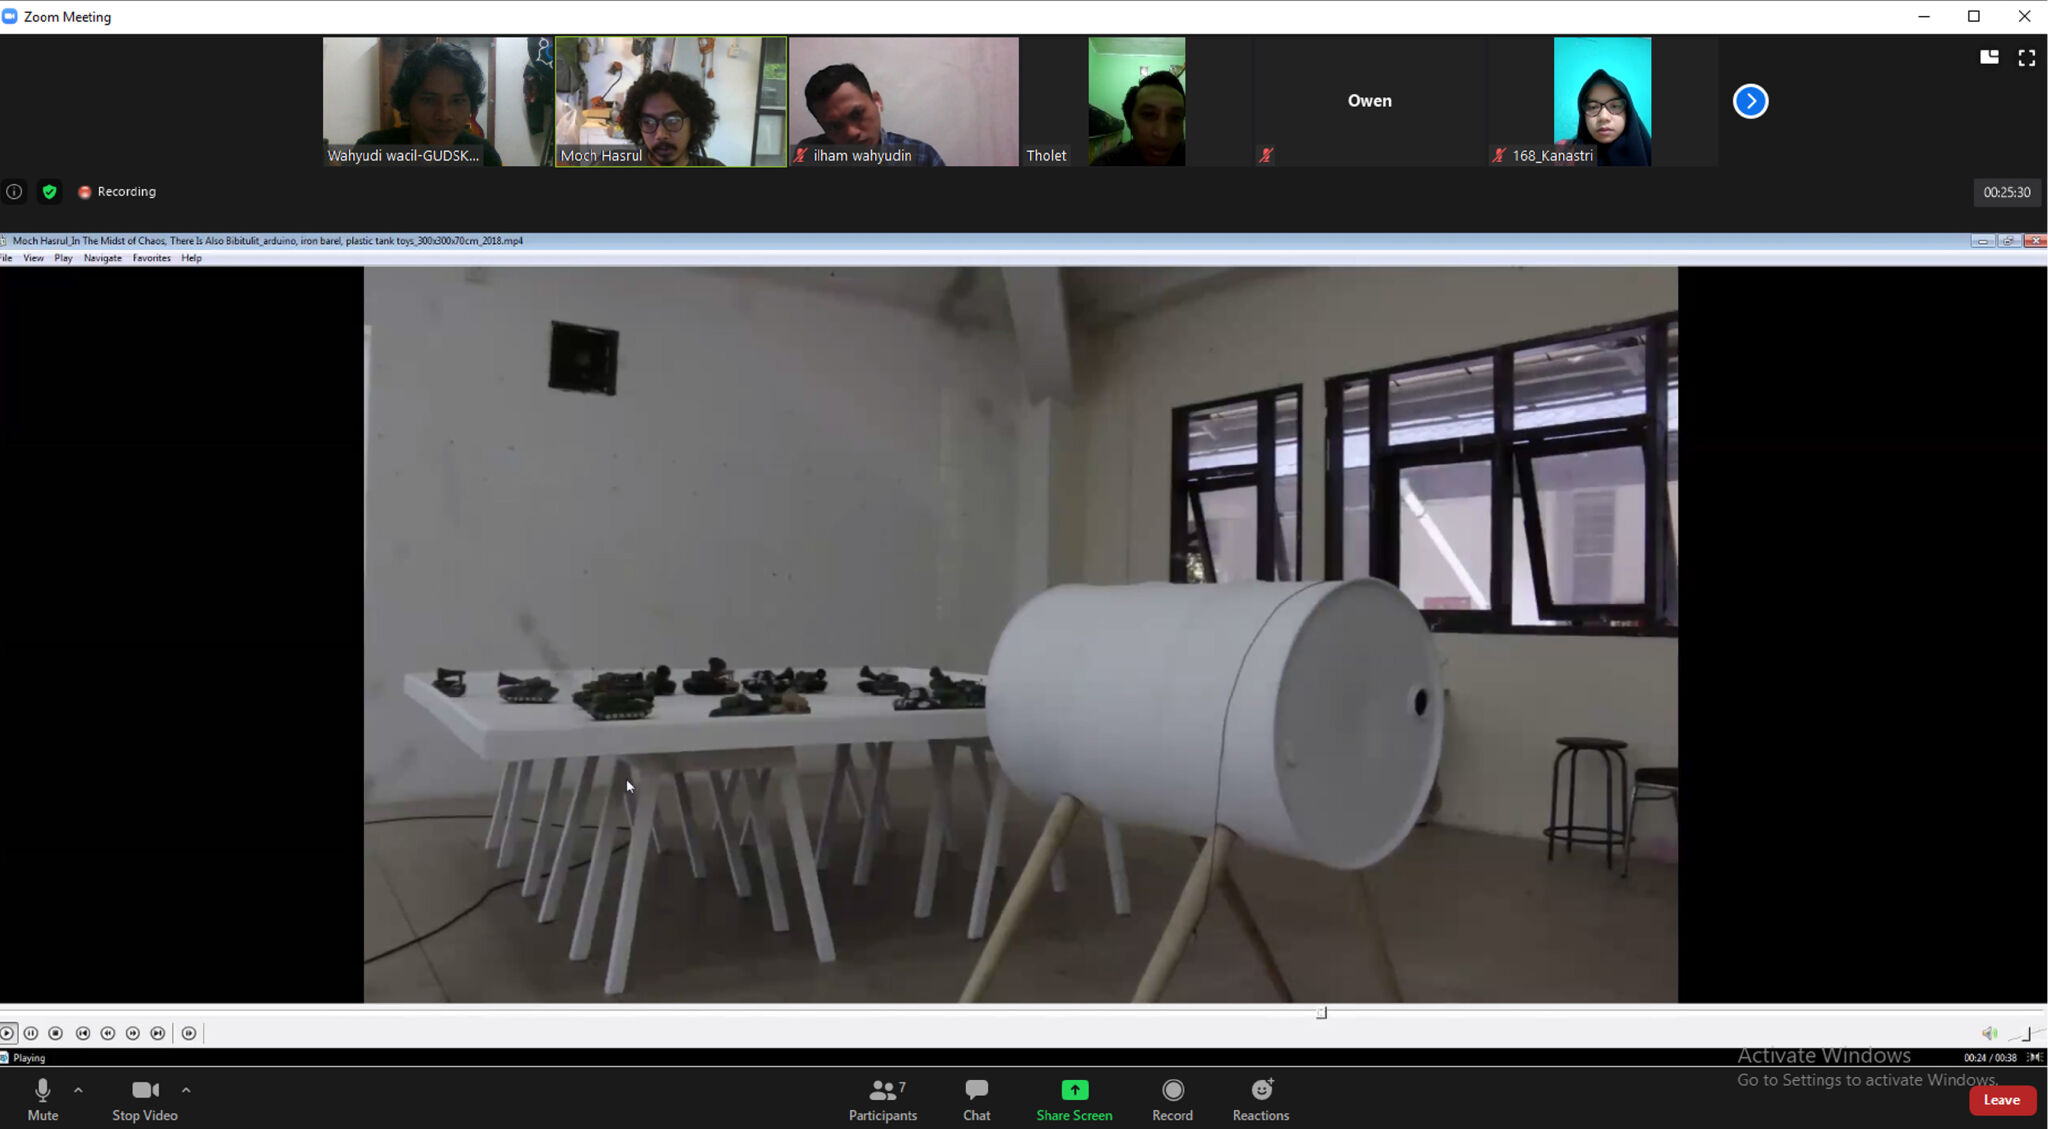 Zoom Meeting
Wahyudi wacil-GUDSK...
Moch Hasrul
ilham wahyudin
Tholet
Owen
168_Kanastri
Recording
00:25:30
Moch Hasrul_In The Midst of Chaos, There Is Also Bibitulit_arduino, iron barel, plastic tank toys_300x300x70cm_2018.mp4
File View Play Navigate Favorites Help
Playing
00:24 / 00:38
Activate Windows
Go to Settings to activate Windows.
Mute
Stop Video
7
Participants
Chat
Share Screen
Record
Reactions
Leave